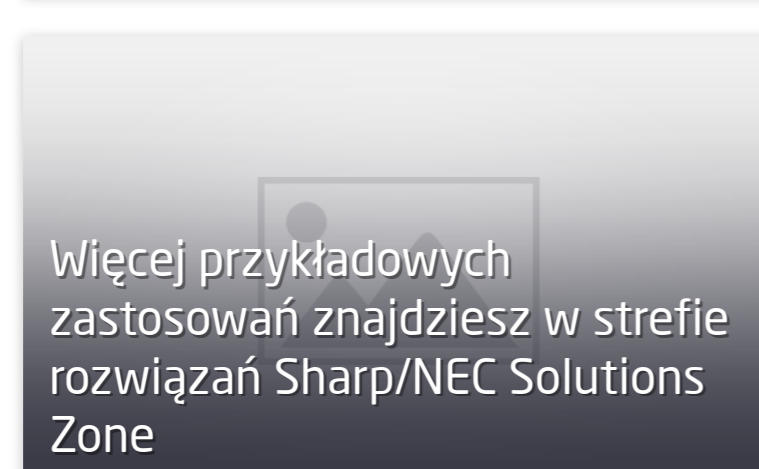 Więcej przykładowych
zastosowań znajdziesz w strefie
rozwiązań Sharp/NEC Solutions
Zone